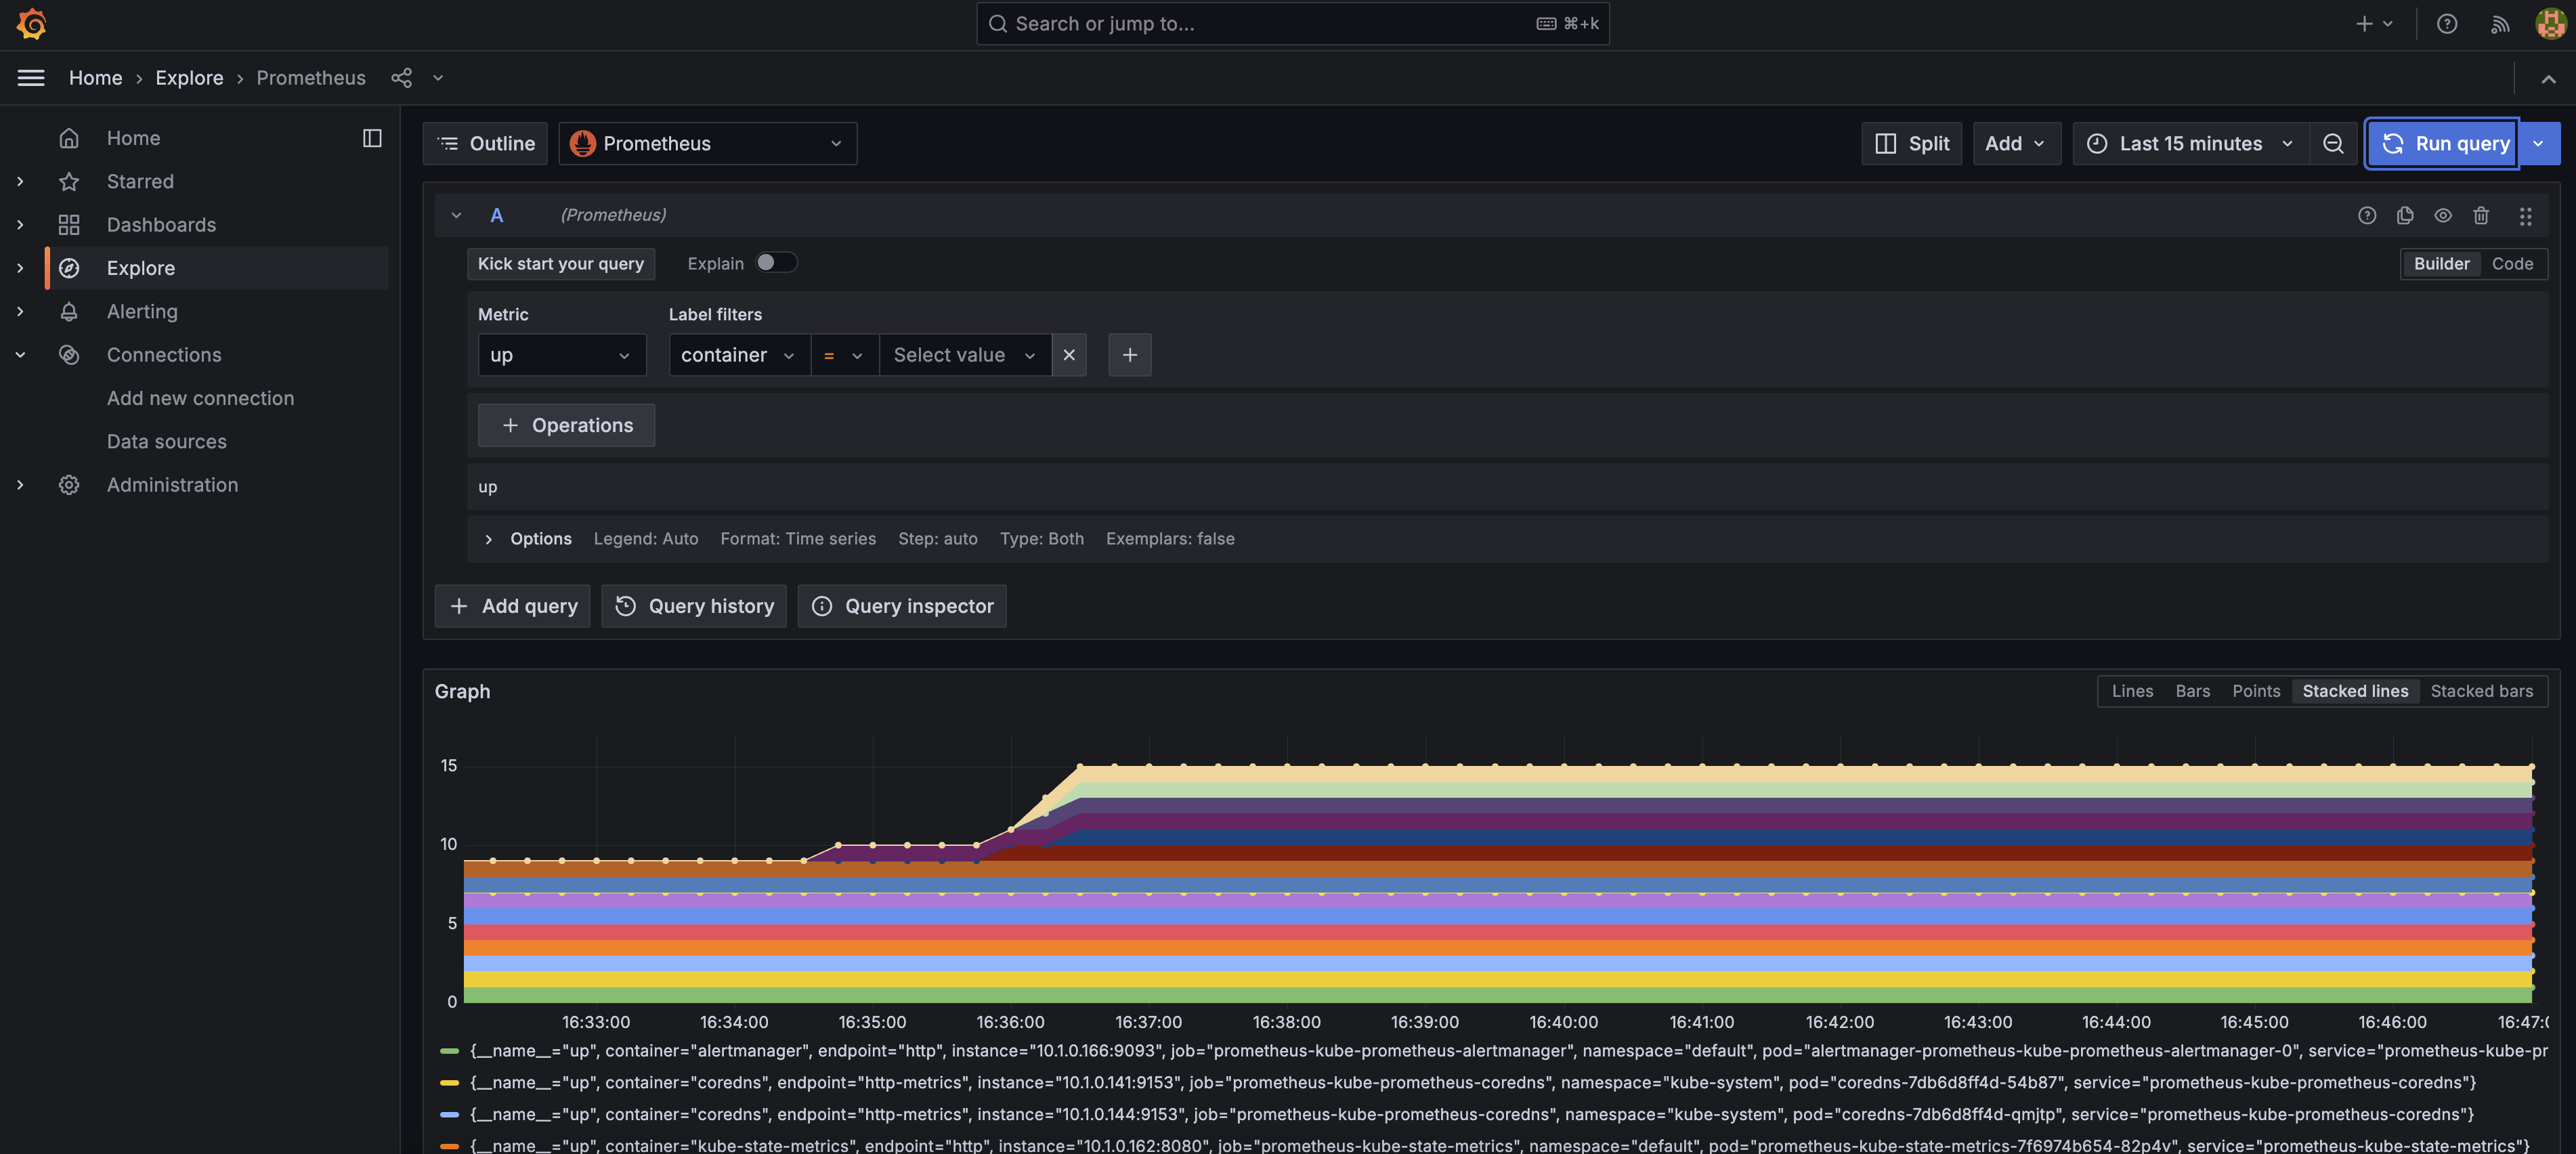 Search or jump to... ⌘+k
Home › Explore › Prometheus
Home
Starred
Dashboards
Explore
Alerting
Connections
Add new connection
Data sources
Administration
Outline Prometheus Split Add Last 15 minutes Run query
A (Prometheus)
Kick start your query Explain Builder Code
Metric Label filters
up container = Select value
+ Operations
up
Options Legend: Auto Format: Time series Step: auto Type: Both Exemplars: false
+ Add query Query history Query inspector
Graph Lines Bars Points Stacked lines Stacked bars
15
10
5
0
16:33:00 16:34:00 16:35:00 16:36:00 16:37:00 16:38:00 16:39:00 16:40:00 16:41:00 16:42:00 16:43:00 16:44:00 16:45:00 16:46:00 16:47:0
{__name__="up", container="alertmanager", endpoint="http", instance="10.1.0.166:9093", job="prometheus-kube-prometheus-alertmanager", namespace="default", pod="alertmanager-prometheus-kube-prometheus-alertmanager-0", service="prometheus-kube-pr
{__name__="up", container="coredns", endpoint="http-metrics", instance="10.1.0.141:9153", job="prometheus-kube-prometheus-coredns", namespace="kube-system", pod="coredns-7db6d8ff4d-54b87", service="prometheus-kube-prometheus-coredns"}
{__name__="up", container="coredns", endpoint="http-metrics", instance="10.1.0.144:9153", job="prometheus-kube-prometheus-coredns", namespace="kube-system", pod="coredns-7db6d8ff4d-qmjtp", service="prometheus-kube-prometheus-coredns"}
{__name__="up", container="kube-state-metrics", endpoint="http", instance="10.1.0.162:8080", job="prometheus-kube-state-metrics", namespace="default", pod="prometheus-kube-state-metrics-7f6974b654-82p4v", service="prometheus-kube-state-metrics"}